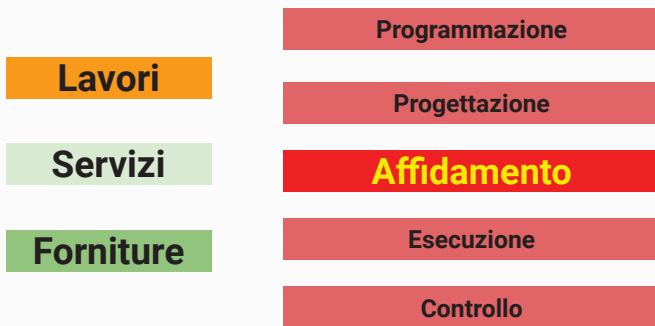 Lavori
Servizi
Forniture
Programmazione
Progettazione
Affidamento
Esecuzione
Controllo